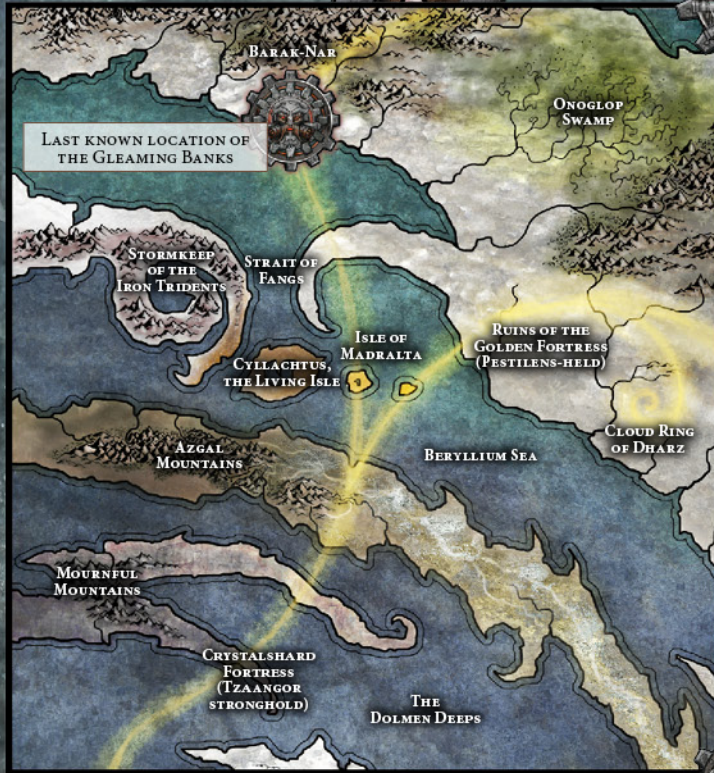 Barak-Nar
Onoglop
Swamp
Last known location of
the Gleaming Banks
Stormkeep
of the
Iron Tridents
Strait of
Fangs
Isle of
Madralta
Ruins of the
Golden Fortress
(Pestilens-held)
Cyllachtus,
the Living Isle
Cloud Ring
of Dharz
Azgal
Mountains
Beryllium Sea
Mournful
Mountains
Crystalshard
Fortress
(Tzaangor
stronghold)
The
Dolmen Deeps